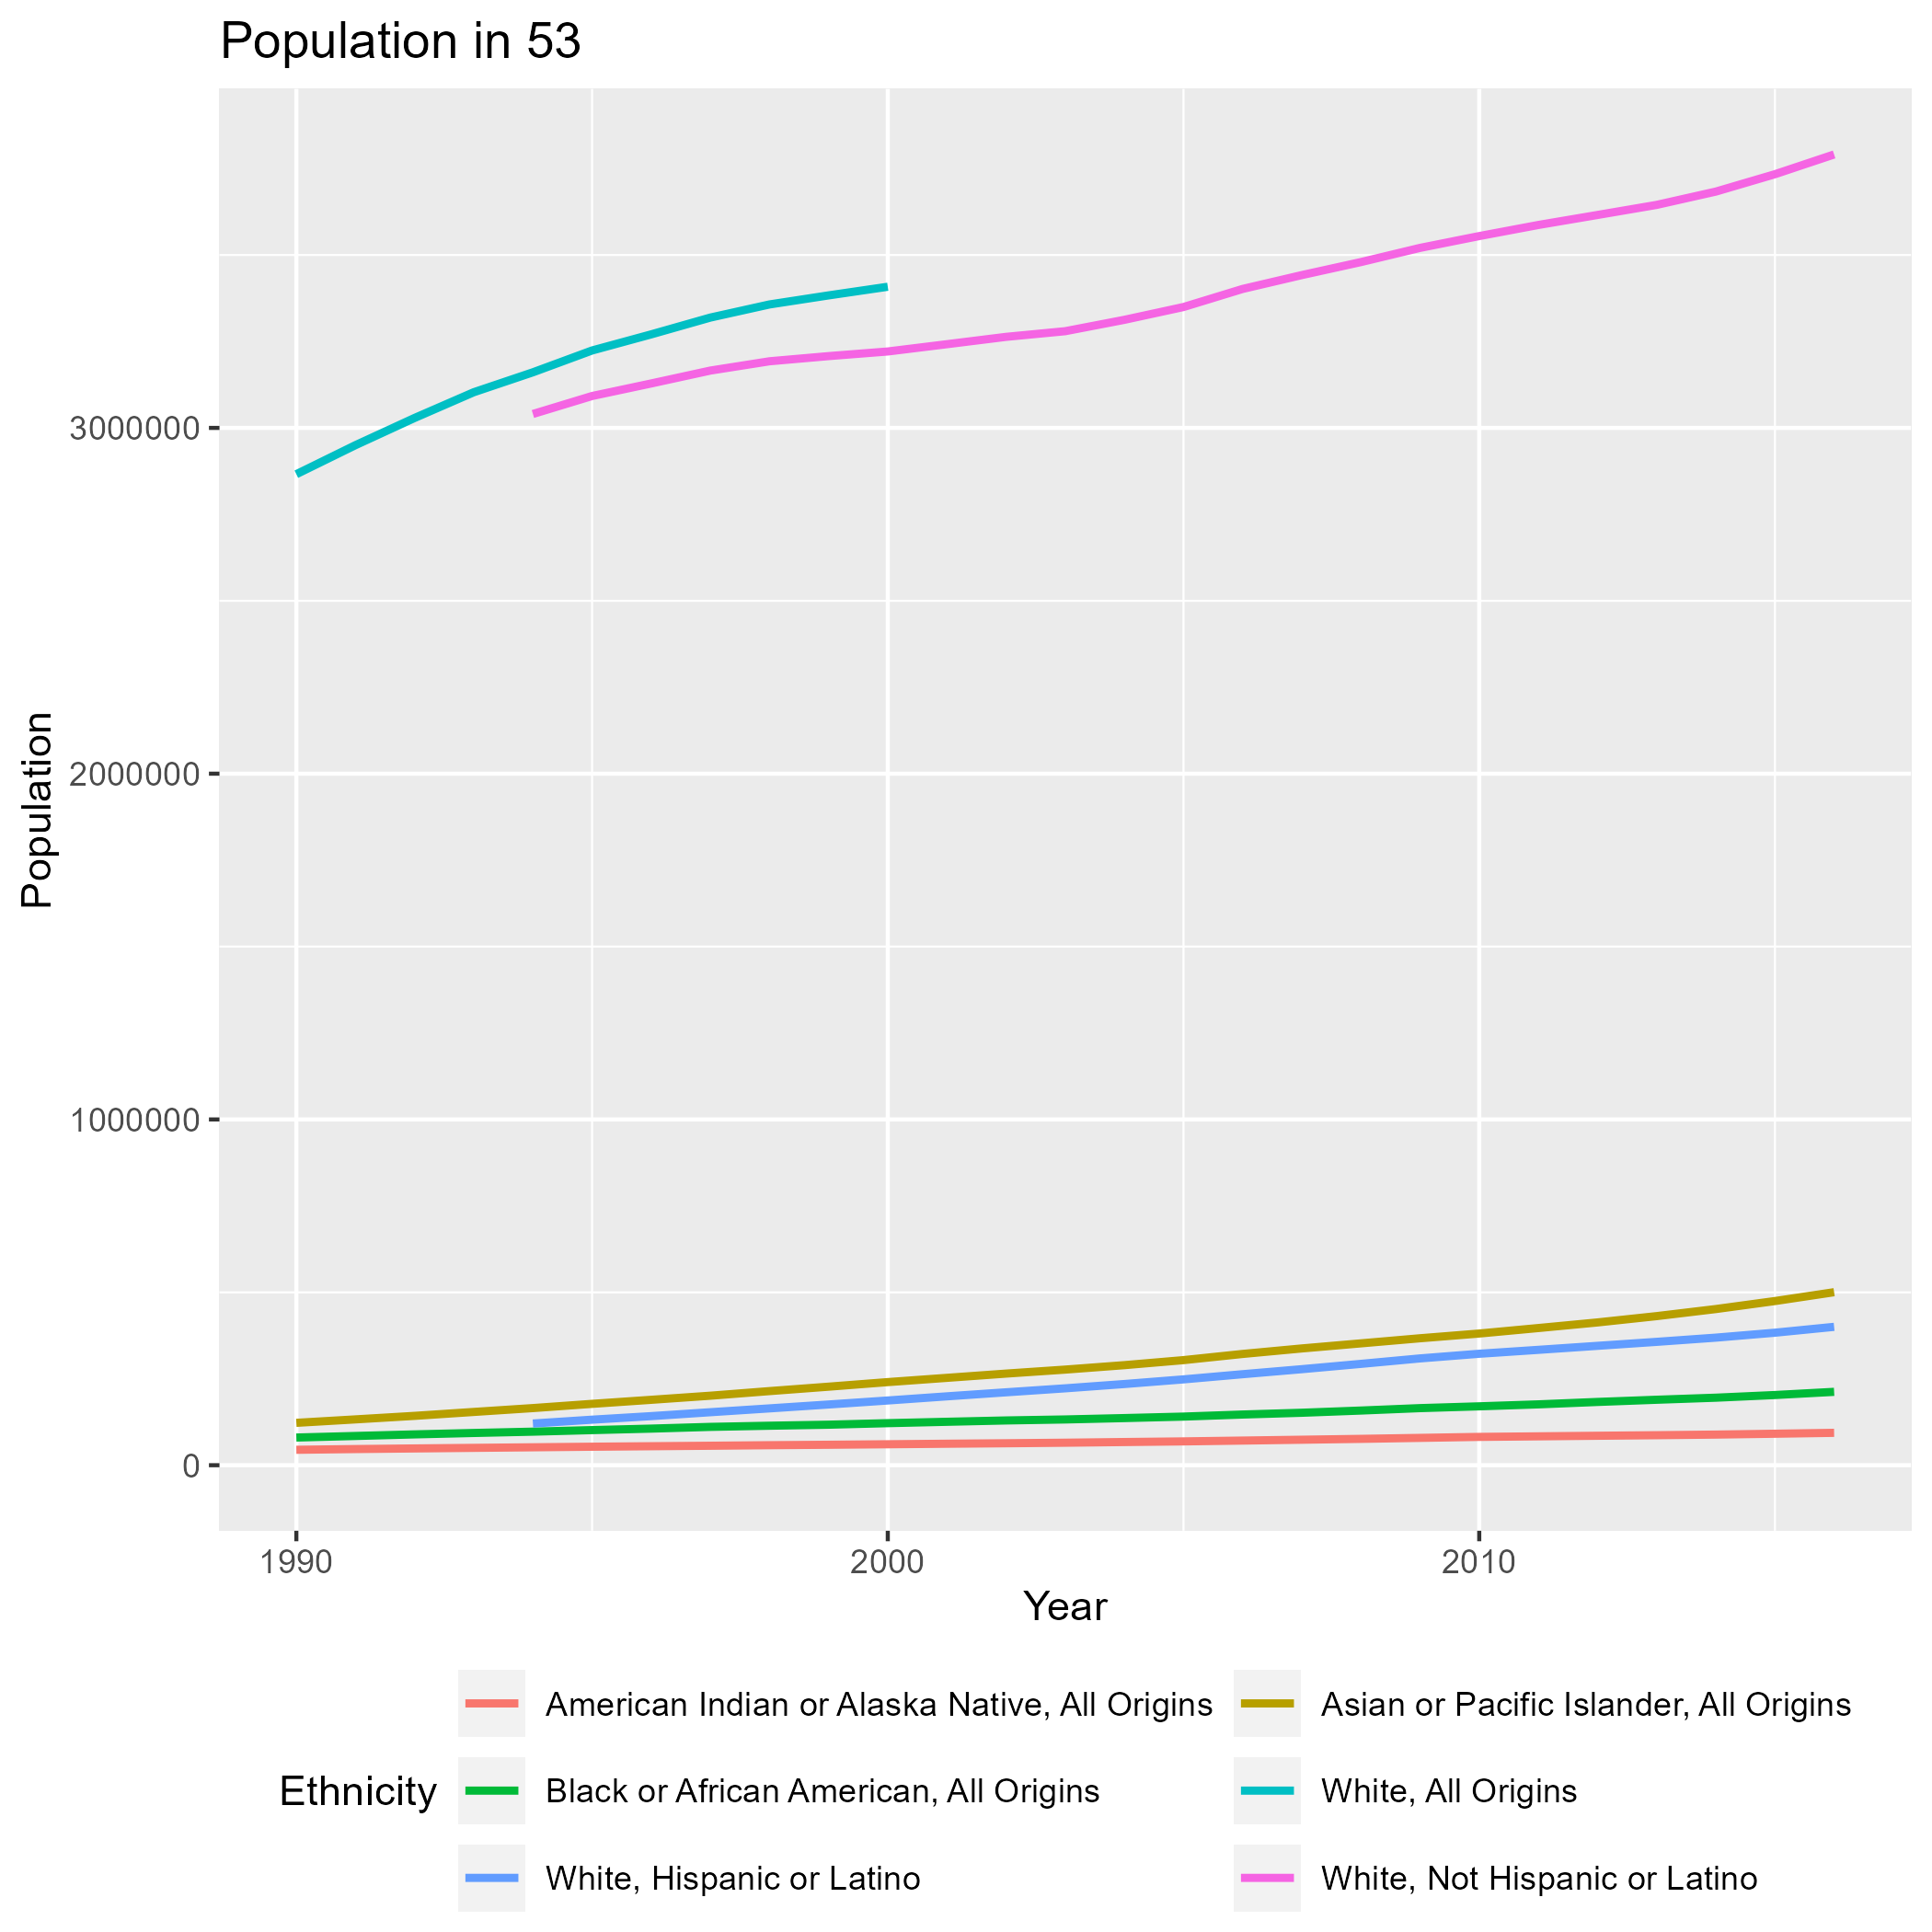 Population in 53
Population
3000000
2000000
1000000
0
1990
2000
2010
Year
Ethnicity
American Indian or Alaska Native, All Origins
Asian or Pacific Islander, All Origins
Black or African American, All Origins
White, All Origins
White, Hispanic or Latino
White, Not Hispanic or Latino